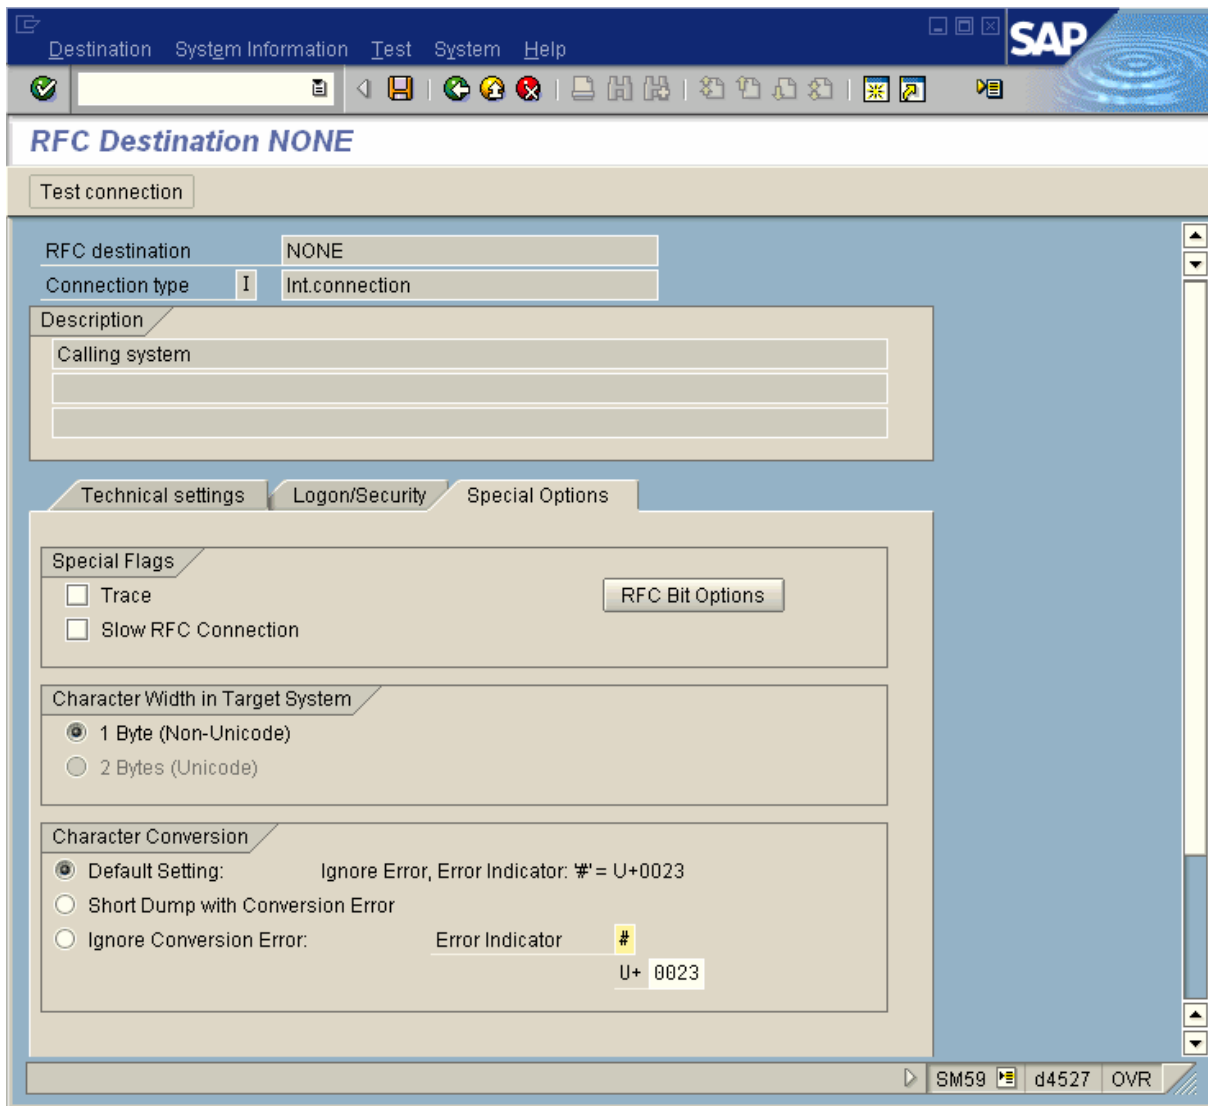 Destination System Information Test System Help
SAP
RFC Destination NONE
Test connection
RFC destination NONE
Connection type I Int.connection
Description
Calling system
Technical settings Logon/Security Special Options
Special Flags
Trace RFC Bit Options
Slow RFC Connection
Character Width in Target System
1 Byte (Non-Unicode)
2 Bytes (Unicode)
Character Conversion
Default Setting: Ignore Error, Error Indicator: '#' = U+0023
Short Dump with Conversion Error
Ignore Conversion Error: Error Indicator #
U+ 0023
SM59 d4527 OVR